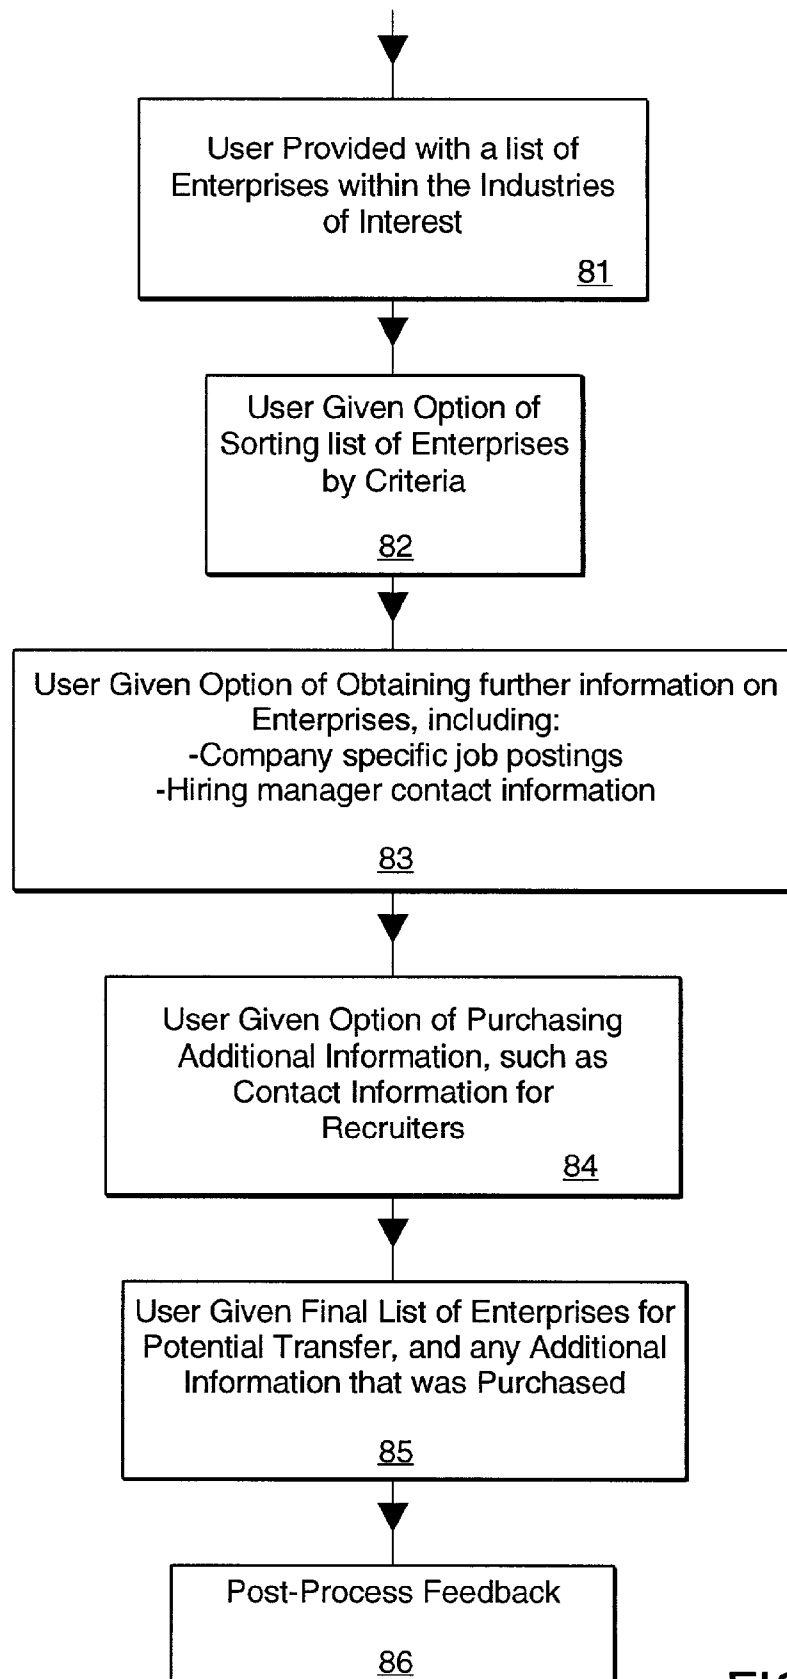 User Provided with a list of
Enterprises within the Industries
of Interest
81
User Given Option of
Sorting list of Enterprises
by Criteria
82
User Given Option of Obtaining further information on
Enterprises, including:
-Company specific job postings
-Hiring manager contact information
83
User Given Option of Purchasing
Additional Information, such as
Contact Information for
Recruiters
84
User Given Final List of Enterprises for
Potential Transfer, and any Additional
Information that was Purchased
85
Post-Process Feedback
86